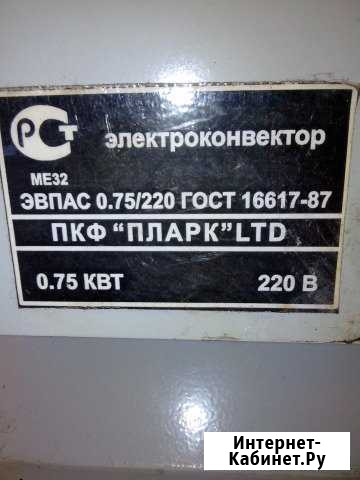 РСТ электроконвектор
МЕ32
ЭВПАС 0.75/220 ГОСТ 16617-87
ПКФ “ПЛАРК” LTD
0.75 КВТ 220 В
Интернет-
Кабинет.Ру